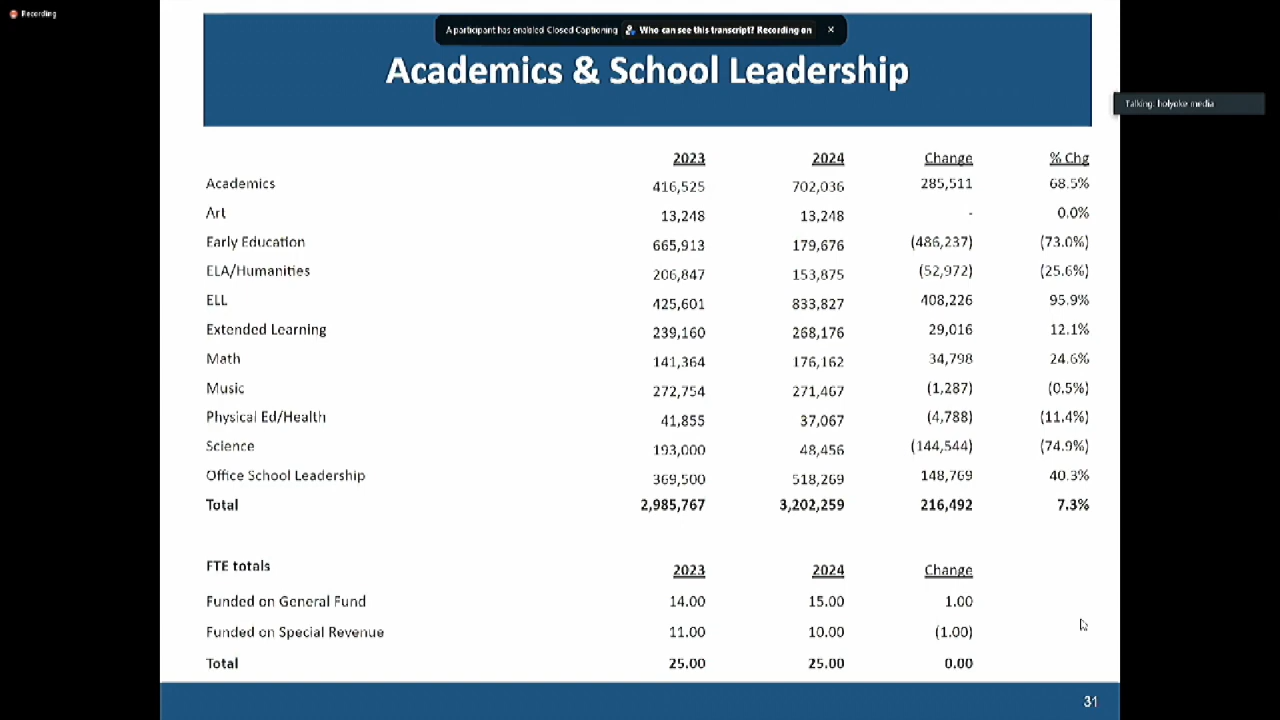 Recording
A participant has enabled Closed Captioning Who can see this transcript? Recording on ×
Academics & School Leadership
Talking: holyoke media
2023 2024 Change % Chg
Academics 416,525 702,036 285,511 68.5%
Art 13,248 13,248 - 0.0%
Early Education 665,913 179,676 (486,237) (73.0%)
ELA/Humanities 206,847 153,875 (52,972) (25.6%)
ELL 425,601 833,827 408,226 95.9%
Extended Learning 239,160 268,176 29,016 12.1%
Math 141,364 176,162 34,798 24.6%
Music 272,754 271,467 (1,287) (0.5%)
Physical Ed/Health 41,855 37,067 (4,788) (11.4%)
Science 193,000 48,456 (144,544) (74.9%)
Office School Leadership 369,500 518,269 148,769 40.3%
Total 2,985,767 3,202,259 216,492 7.3%
FTE totals 2023 2024 Change
Funded on General Fund 14.00 15.00 1.00
Funded on Special Revenue 11.00 10.00 (1.00)
Total 25.00 25.00 0.00
31